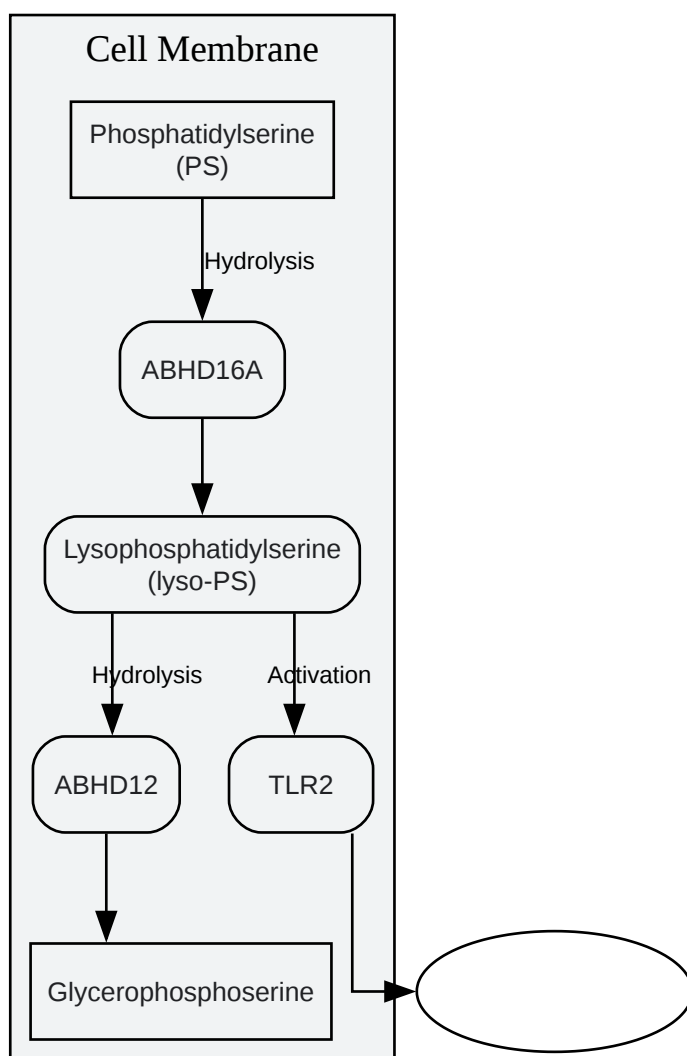 Cell Membrane
Phosphatidylserine
(PS)
Hydrolysis
ABHD16A
Lysophosphatidylserine
(lyso-PS)
Hydrolysis
Activation
ABHD12
TLR2
Glycerophosphoserine